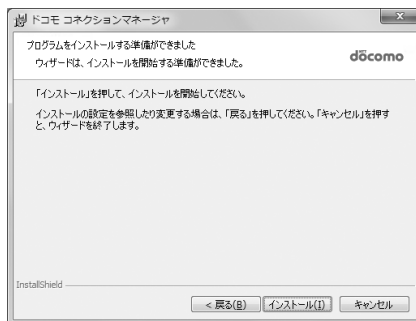 ドコモ コネクションマネージャ
プログラムをインストールする準備ができました
ウィザードは、インストールを開始する準備ができました。
döcomo
「インストール」を押して、インストールを開始してください。
インストールの設定を参照したり変更する場合は、「戻る」を押してください。「キャンセル」を押す
と、ウィザードを終了します。
InstallShield
< 戻る(B)
インストール(I)
キャンセル